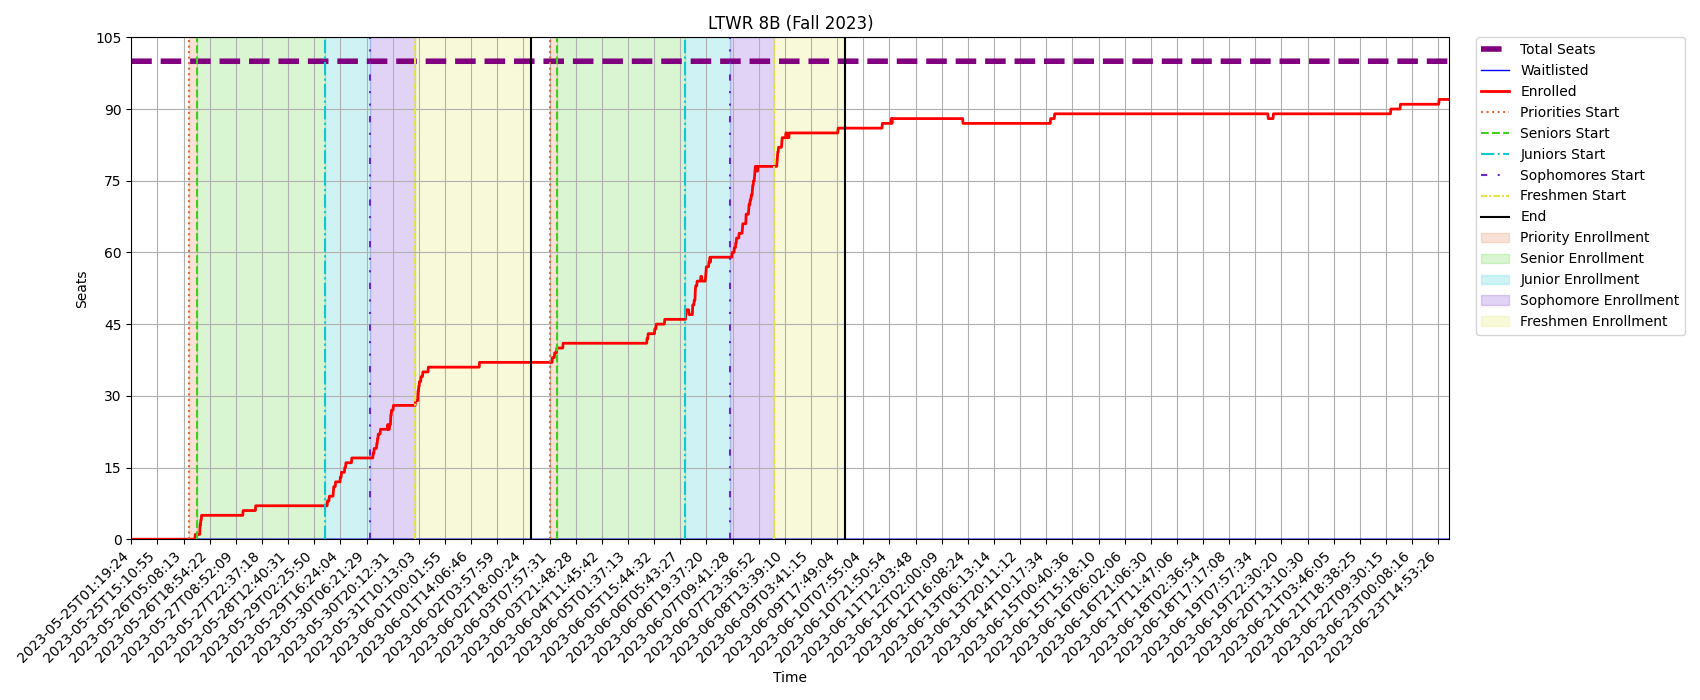 LTWR 8B (Fall 2023)
105
90
75
60
45
30
15
0
Seats
2023-05-25T01:19:24
2023-05-25T15:10:55
2023-05-26T05:08:13
2023-05-26T18:54:22
2023-05-27T08:52:09
2023-05-27T22:37:18
2023-05-28T12:40:31
2023-05-29T02:25:50
2023-05-29T16:24:04
2023-05-30T06:21:29
2023-05-30T20:12:31
2023-05-31T10:13:03
2023-06-01T00:01:55
2023-06-01T14:06:46
2023-06-02T03:57:59
2023-06-02T18:00:24
2023-06-03T07:57:31
2023-06-03T21:48:28
2023-06-04T11:45:42
2023-06-05T01:37:13
2023-06-05T15:44:32
2023-06-06T05:43:27
2023-06-06T19:37:20
2023-06-07T09:41:28
2023-06-07T23:36:52
2023-06-08T13:39:10
2023-06-09T03:41:15
2023-06-09T17:49:04
2023-06-10T07:55:04
2023-06-10T21:50:54
2023-06-11T12:03:48
2023-06-12T02:00:09
2023-06-12T16:08:24
2023-06-13T06:13:14
2023-06-13T20:11:12
2023-06-14T10:17:34
2023-06-15T00:40:36
2023-06-15T15:18:10
2023-06-16T06:02:06
2023-06-16T21:06:30
2023-06-17T11:47:06
2023-06-18T02:36:54
2023-06-18T17:17:08
2023-06-19T07:57:34
2023-06-19T22:30:20
2023-06-20T13:10:30
2023-06-21T03:46:05
2023-06-21T18:38:25
2023-06-22T09:30:15
2023-06-23T00:08:16
2023-06-23T14:53:26
Time
Total Seats
Waitlisted
Enrolled
Priorities Start
Seniors Start
Juniors Start
Sophomores Start
Freshmen Start
End
Priority Enrollment
Senior Enrollment
Junior Enrollment
Sophomore Enrollment
Freshmen Enrollment